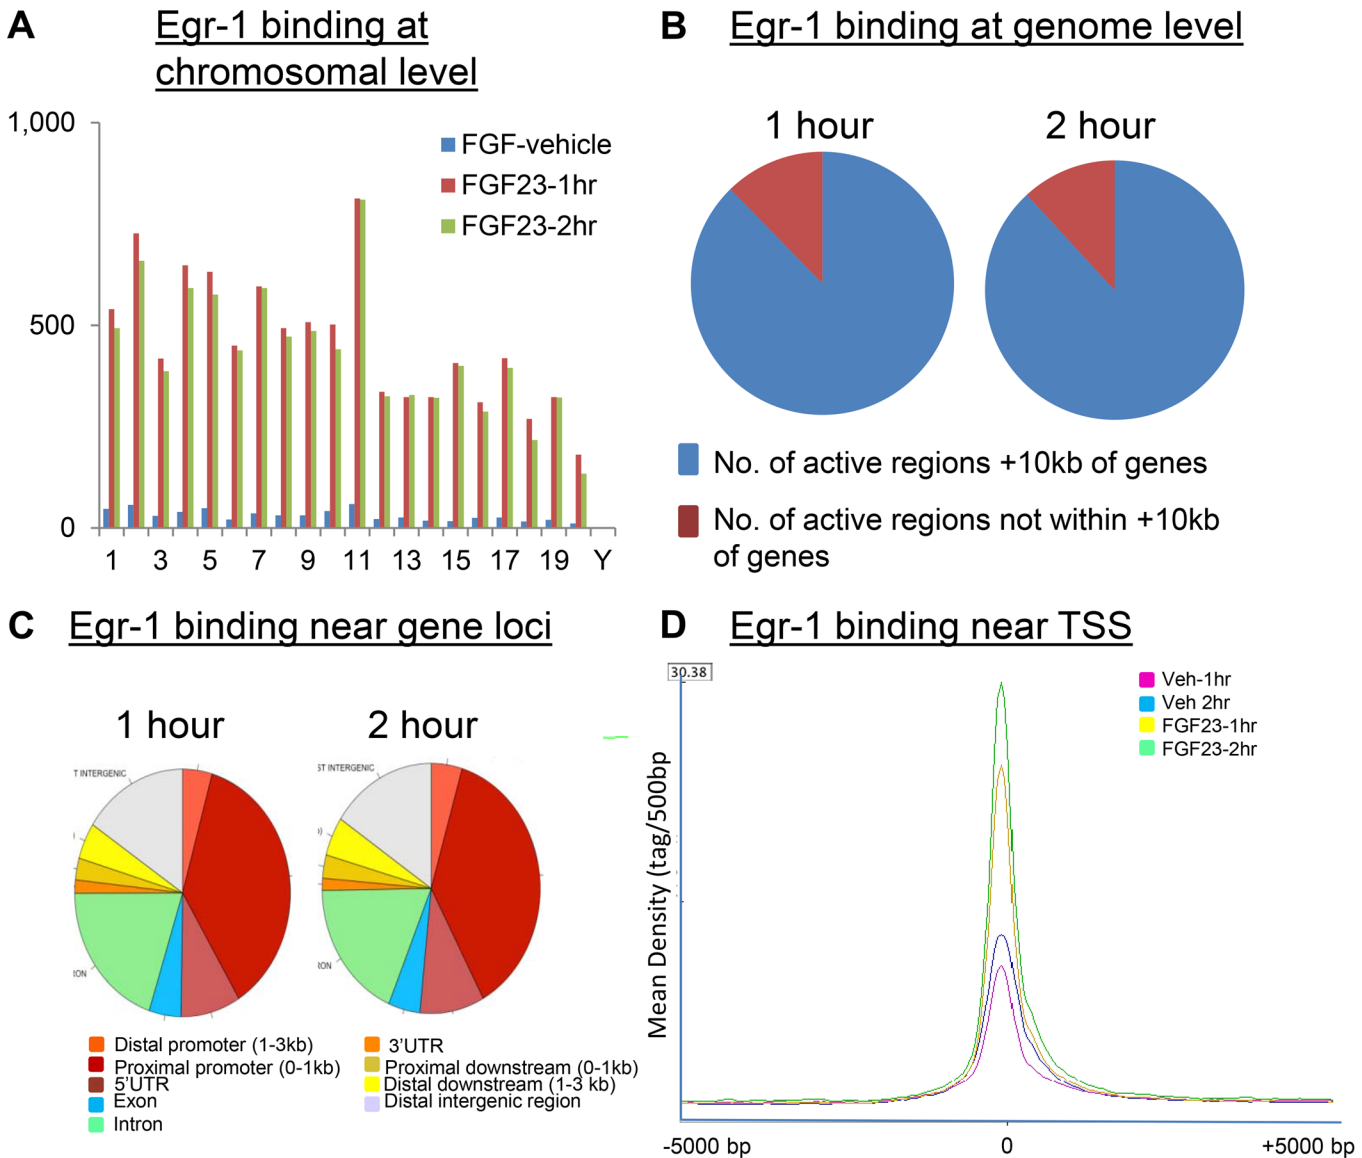 A
Egr-1 binding at
chromosomal level
1,000
500
0
FGF-vehicle
FGF23-1hr
FGF23-2hr
1 3 5 7 9 11 13 15 17 19 Y
B
Egr-1 binding at genome level
1 hour
2 hour
No. of active regions +10kb of genes
No. of active regions not within +10kb
of genes
C
Egr-1 binding near gene loci
1 hour
2 hour
T INTERGENIC
ST INTERGENIC
RON
RON
Distal promoter (1-3kb)
Proximal promoter (0-1kb)
5'UTR
Exon
Intron
3'UTR
Proximal downstream (0-1kb)
Distal downstream (1-3 kb)
Distal intergenic region
D
Egr-1 binding near TSS
30.38
Veh-1hr
Veh 2hr
FGF23-1hr
FGF23-2hr
Mean Density (tag/500bp
-5000 bp
0
+5000 bp